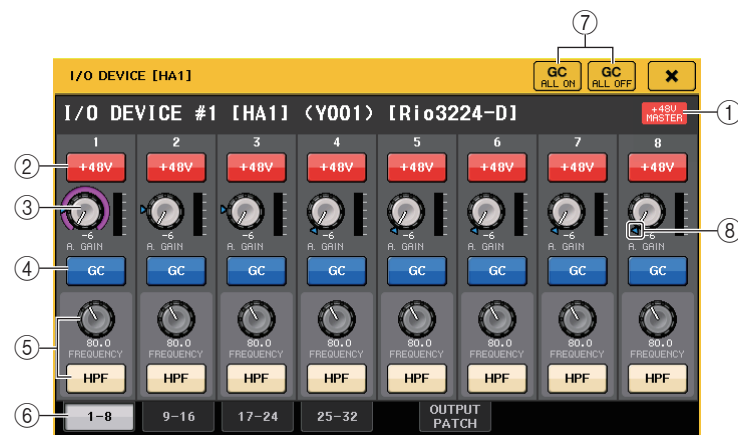 ⑦
I/O DEVICE [HA1] GC ALL ON GC ALL OFF ×
I/O DEVICE #1 [HA1] (Y001) [Rio3224-D] +48V MASTER ①
1 2 3 4 5 6 7 8
② +48V +48V +48V +48V +48V +48V +48V +48V
③
-6 -6 -6 -6 -6 -6 -6 -6 ⑧
A. GAIN A. GAIN A. GAIN A. GAIN A. GAIN A. GAIN A. GAIN A. GAIN
④ GC GC GC GC GC GC GC GC
⑤
80.0 80.0 80.0 80.0 80.0 80.0 80.0 80.0
FREQUENCY FREQUENCY FREQUENCY FREQUENCY FREQUENCY FREQUENCY FREQUENCY FREQUENCY
HPF HPF HPF HPF HPF HPF HPF HPF
⑥ 1-8 9-16 17-24 25-32 OUTPUT PATCH